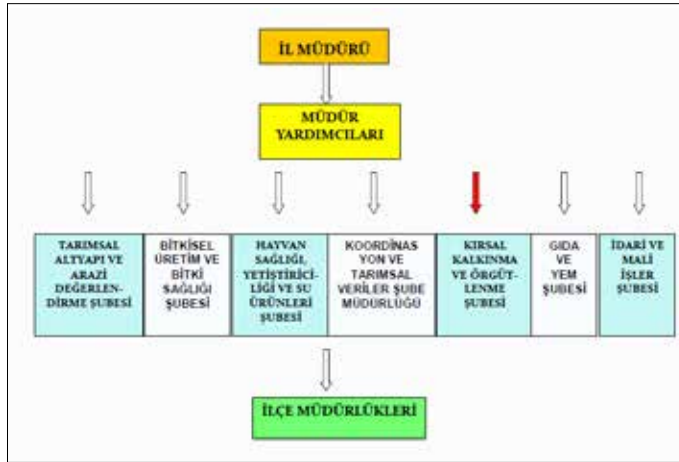 İL MÜDÜRÜ
MÜDÜR
YARDIMCILARI
TARIMSAL
ALTYAPI VE
ARAZİ
DEĞERLEN-
DİRME ŞUBESİ
BİTKİSEL
ÜRETİM VE
BİTKİ
SAĞLIĞI
ŞUBESİ
HAYVAN
SAĞLIĞI,
YETİŞTİRİCİ-
LİĞİ VE SU
ÜRÜNLERİ
ŞUBESİ
KOORDİNAS
YON VE
TARIMSAL
VERİLER ŞUBE
MÜDÜRLÜĞÜ
KIRSAL
KALKINMA
VE ÖRGÜT-
LENME
ŞUBESİ
GIDA
VE
YEM
ŞUBESİ
İDARİ VE
MALİ
İŞLER
ŞUBESİ
İLÇE MÜDÜRLÜKLERİ